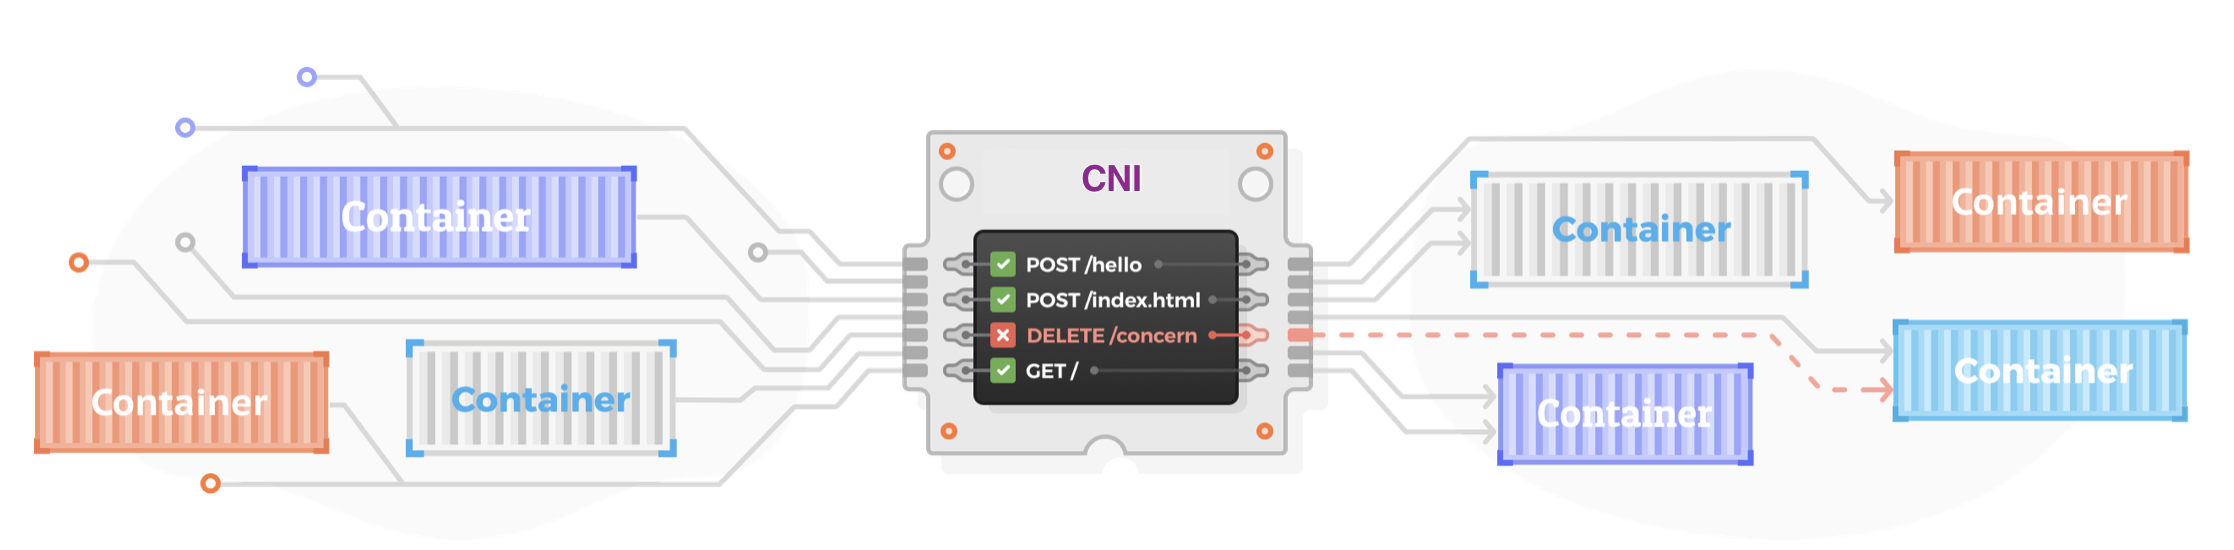 Container
Container
Container
CNI
POST /hello
POST /index.html
DELETE /concern
GET /
Container
Container
Container
Container